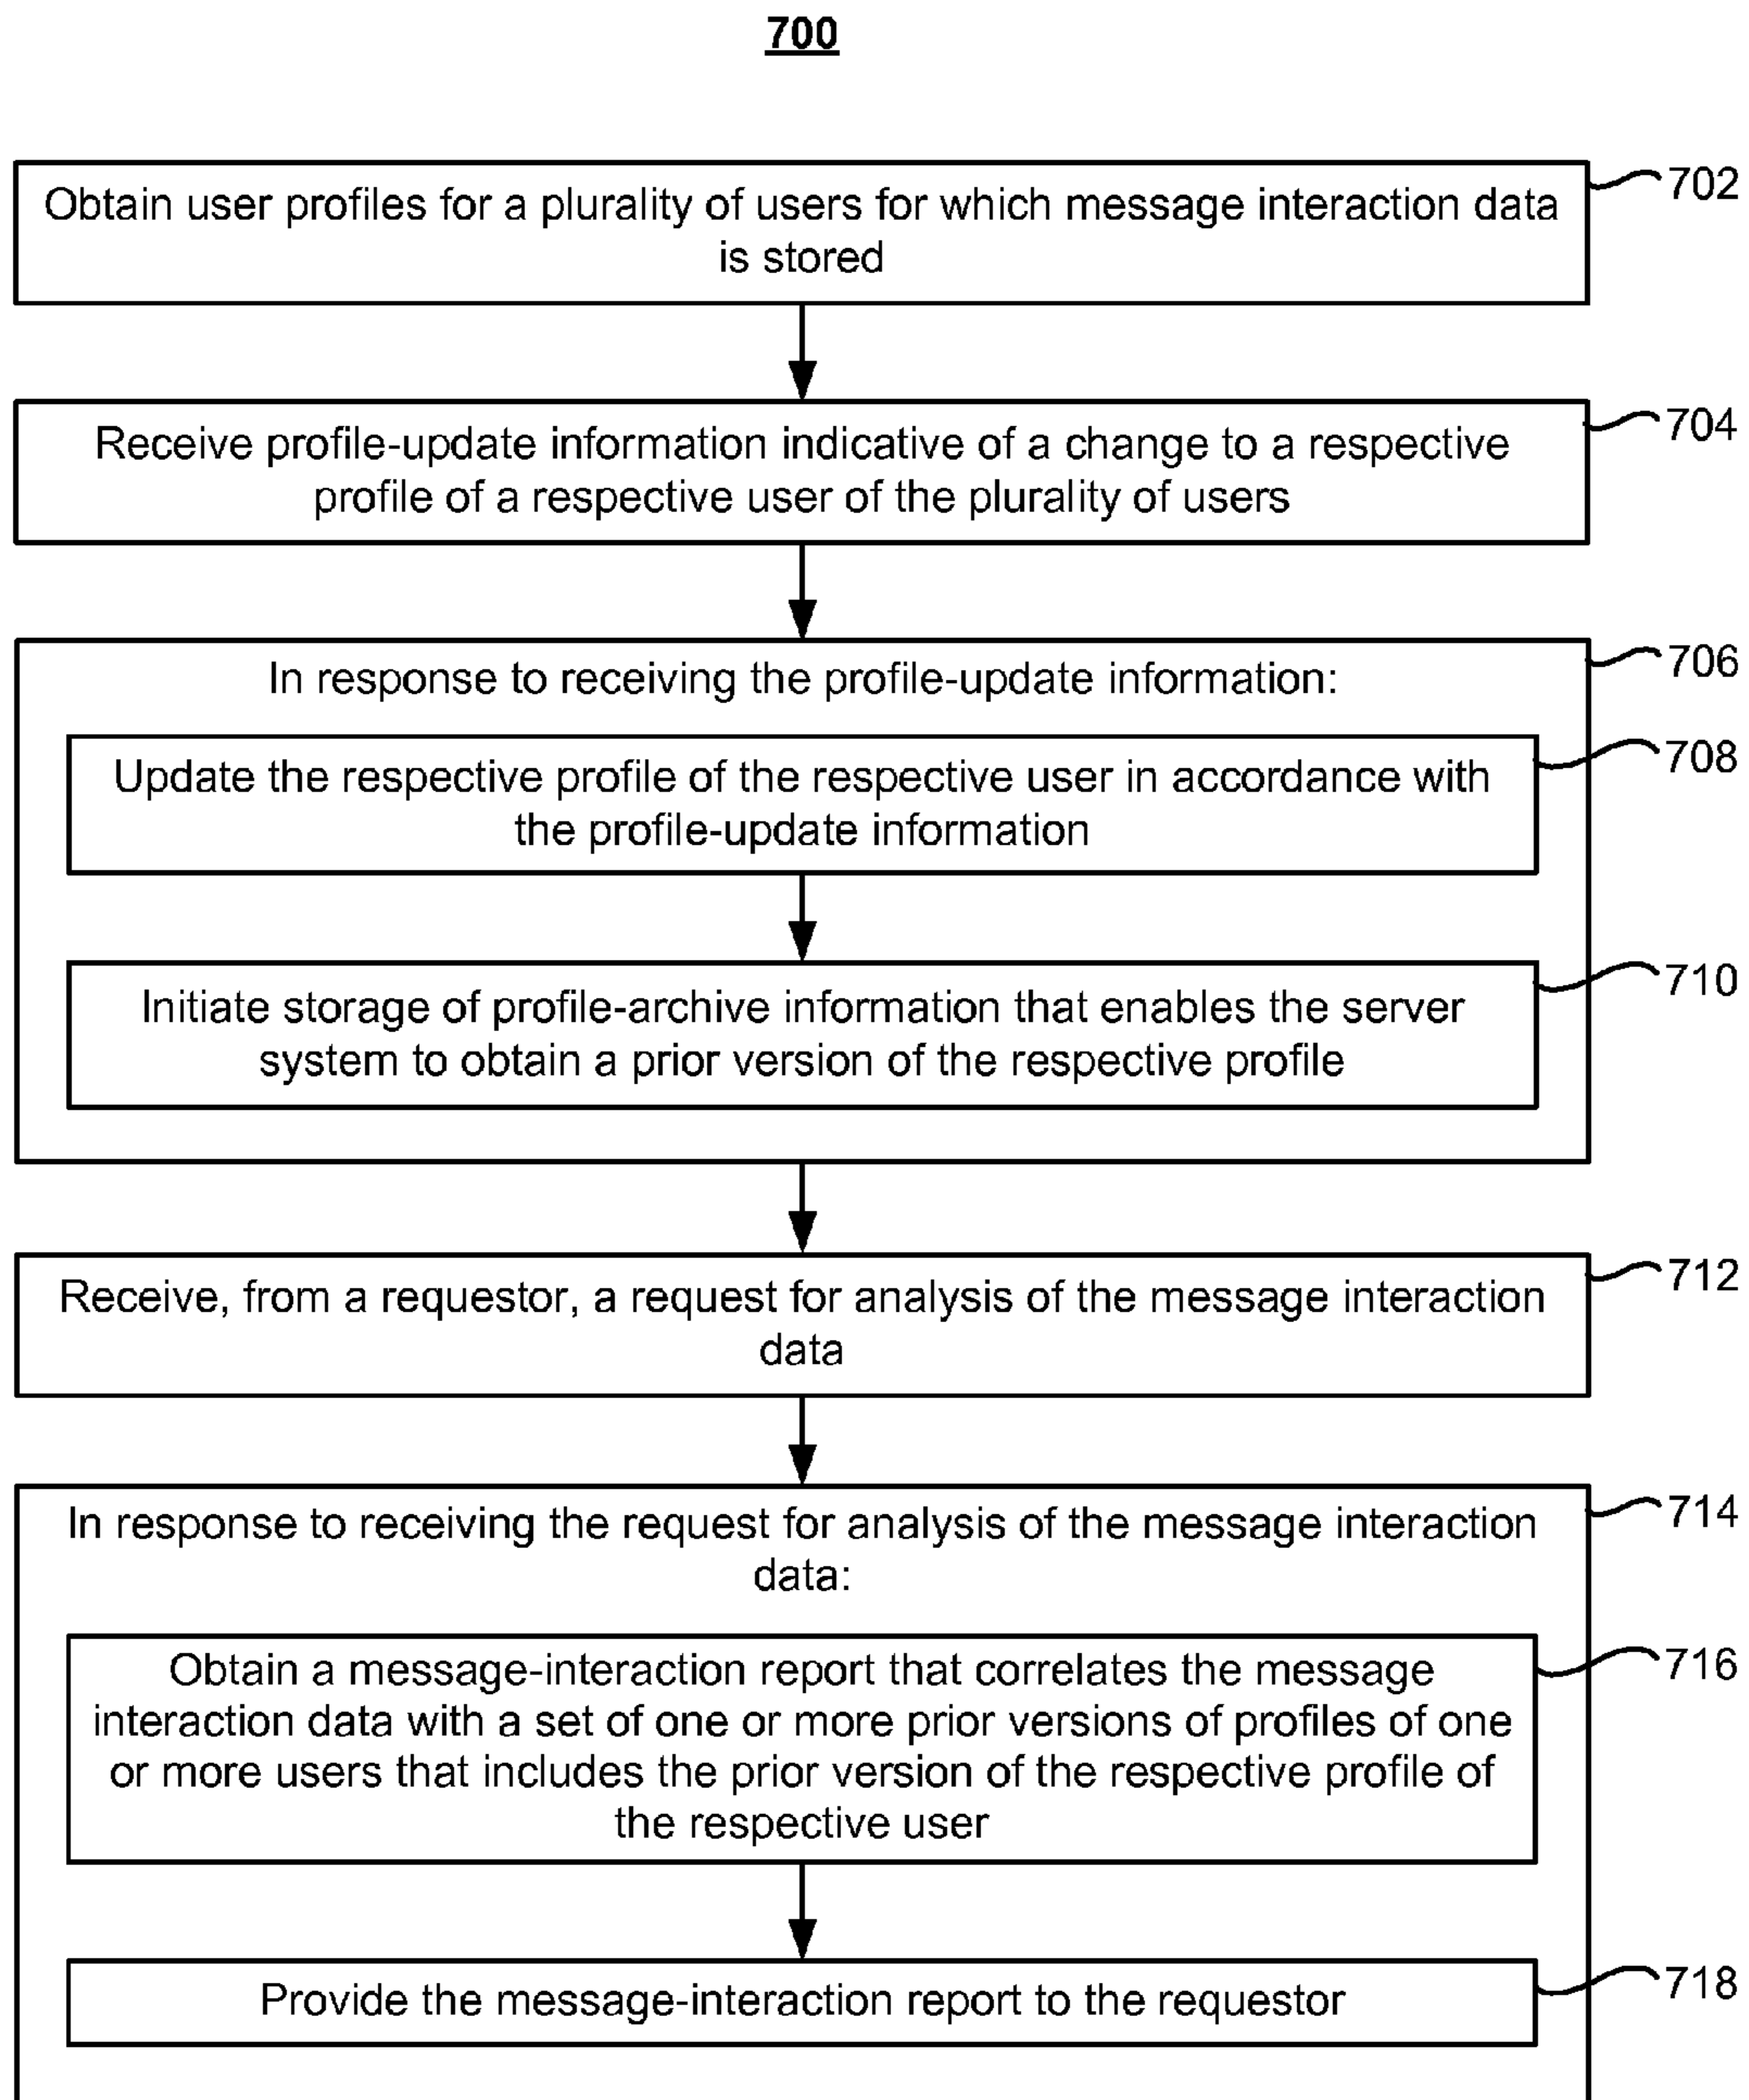 700
Obtain user profiles for a plurality of users for which message interaction data
is stored
702
Receive profile-update information indicative of a change to a respective
profile of a respective user of the plurality of users
704
In response to receiving the profile-update information:
706
Update the respective profile of the respective user in accordance with
the profile-update information
708
Initiate storage of profile-archive information that enables the server
system to obtain a prior version of the respective profile
710
Receive, from a requestor, a request for analysis of the message interaction
data
712
In response to receiving the request for analysis of the message interaction
data:
714
Obtain a message-interaction report that correlates the message
interaction data with a set of one or more prior versions of profiles of one
or more users that includes the prior version of the respective profile of
the respective user
716
Provide the message-interaction report to the requestor
718